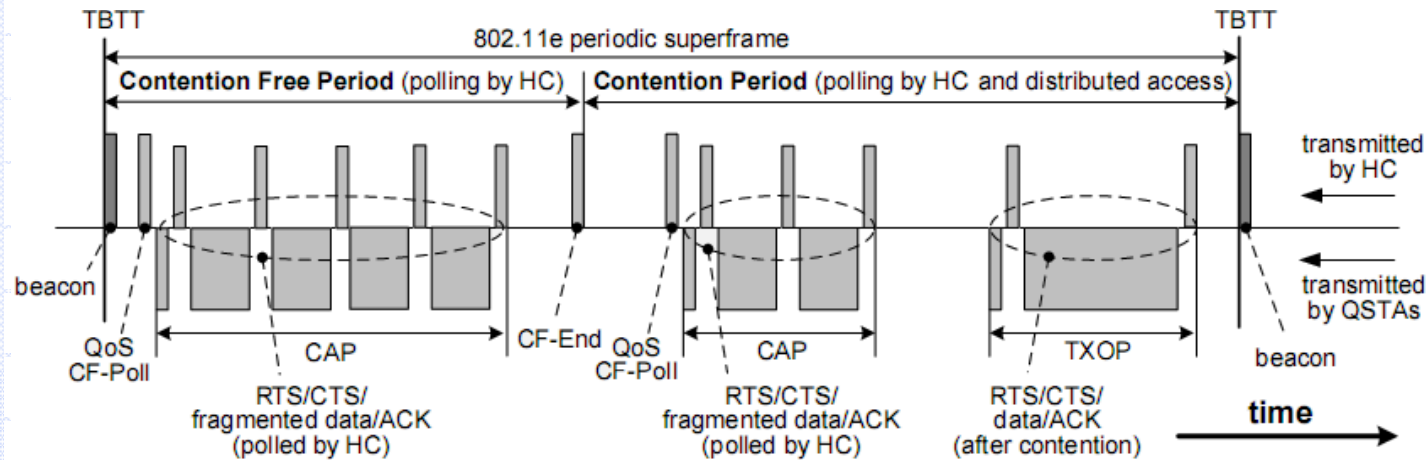 TBTT
TBTT
802.11e periodic superframe
Contention Free Period (polling by HC)
Contention Period (polling by HC and distributed access)
transmitted
by HC
transmitted
by QSTAs
beacon
QoS
CF-Poll
CAP
CF-End
QoS
CF-Poll
CAP
TXOP
beacon
RTS/CTS/
fragmented data/ACK
(polled by HC)
RTS/CTS/
fragmented data/ACK
(polled by HC)
RTS/CTS/
data/ACK
(after contention)
time